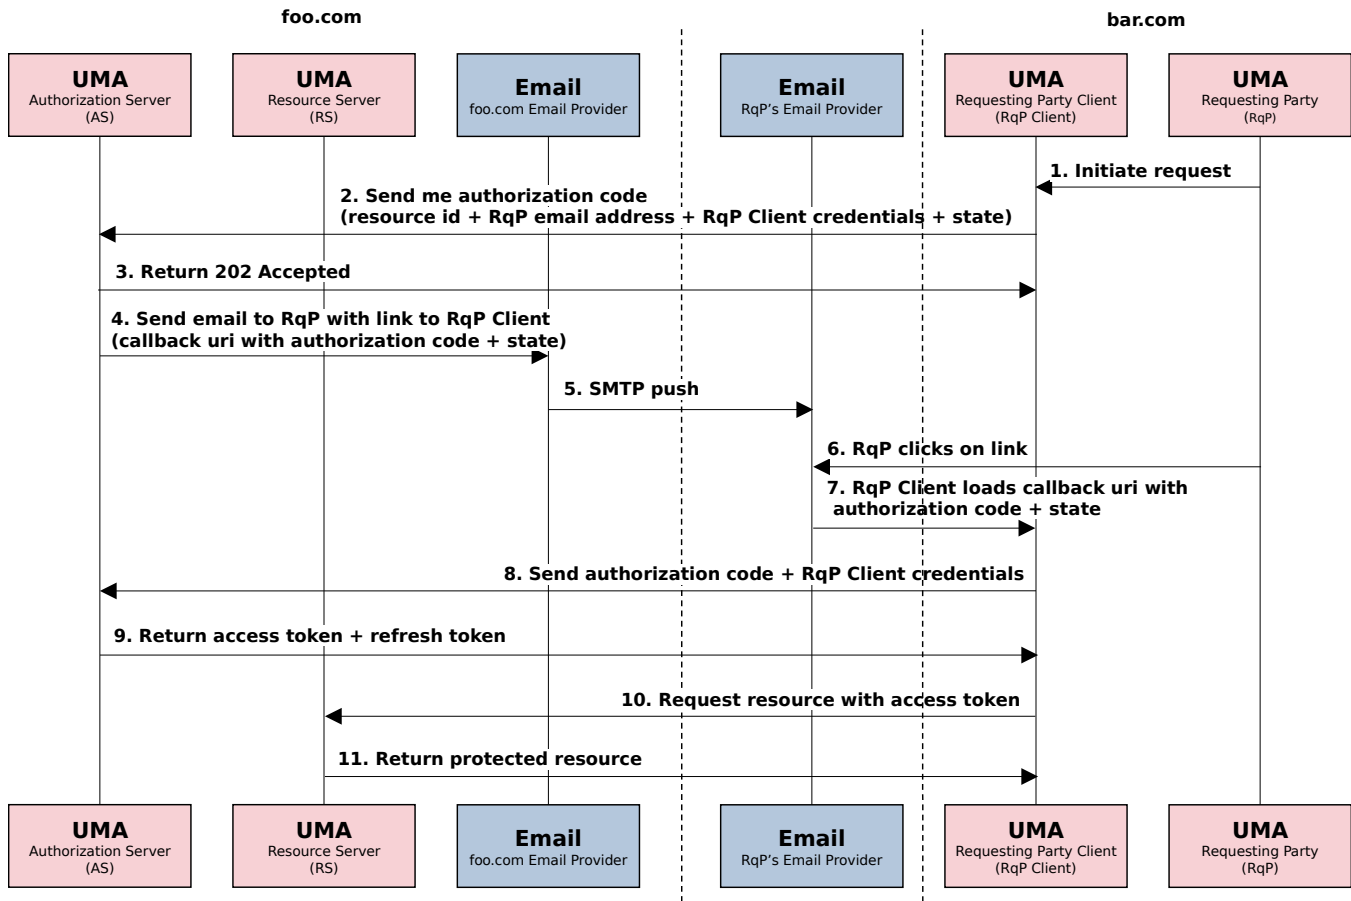 foo.com
bar.com
UMA
Authorization Server
(AS)
UMA
Resource Server
(RS)
Email
foo.com Email Provider
Email
RqP’s Email Provider
UMA
Requesting Party Client
(RqP Client)
UMA
Requesting Party
(RqP)
1. Initiate request
2. Send me authorization code
(resource id + RqP email address + RqP Client credentials + state)
3. Return 202 Accepted
4. Send email to RqP with link to RqP Client
(callback uri with authorization code + state)
5. SMTP push
6. RqP clicks on link
7. RqP Client loads callback uri with
authorization code + state
8. Send authorization code + RqP Client credentials
9. Return access token + refresh token
10. Request resource with access token
11. Return protected resource
UMA
Authorization Server
(AS)
UMA
Resource Server
(RS)
Email
foo.com Email Provider
Email
RqP’s Email Provider
UMA
Requesting Party Client
(RqP Client)
UMA
Requesting Party
(RqP)